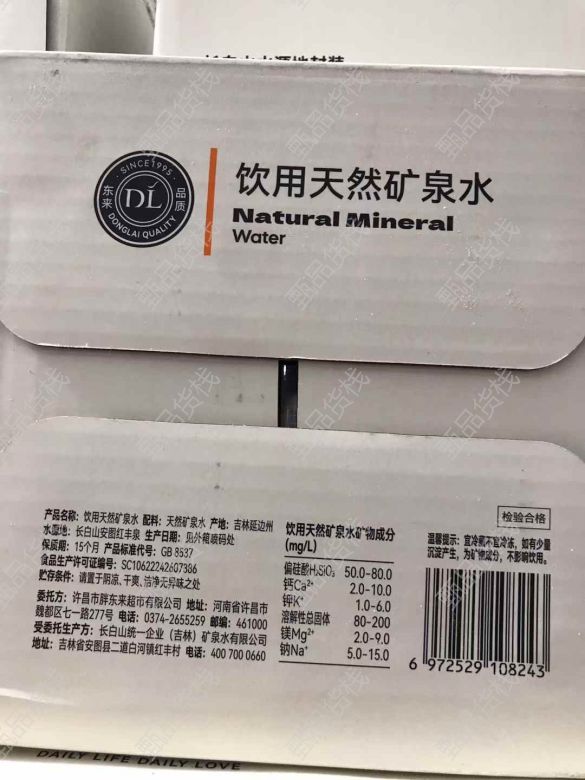 SINCE1995
东来
DL
品质
DONGLAI QUALITY
饮用天然矿泉水
Natural Mineral
Water
检验合格
产品名称: 饮用天然矿泉水 配料: 天然矿泉水 产地: 吉林延边州
水源地: 长白山安图红丰泉 生产日期: 见外箱喷码处
保质期: 15个月 产品标准代号: GB 8537
食品生产许可证编号: SC10622242607386
贮存条件: 请置于阴凉、干爽、洁净无异味之处
委托方: 许昌市胖东来超市有限公司 地址: 河南省许昌市
魏都区七一路277号 电话: 0374-2655259 邮编: 461000
受委托生产方: 长白山统一企业（吉林）矿泉水有限公司
地址: 吉林省安图县二道白河镇红丰村 电话: 400 700 0660
饮用天然矿泉水矿物成分
(mg/L)
偏硅酸H₂SiO₃ 50.0-80.0
钙Ca²⁺ 2.0-10.0
钾K⁺ 1.0-6.0
溶解性总固体 80-200
镁Mg²⁺ 2.0-9.0
钠Na⁺ 5.0-15.0
温馨提示: 宜冷藏不宜冷冻, 如有少量
沉淀产生, 为矿物成分, 不影响饮用。
6 972529 108243
DAILY LIFE DAILY LOVE
甄品货栈